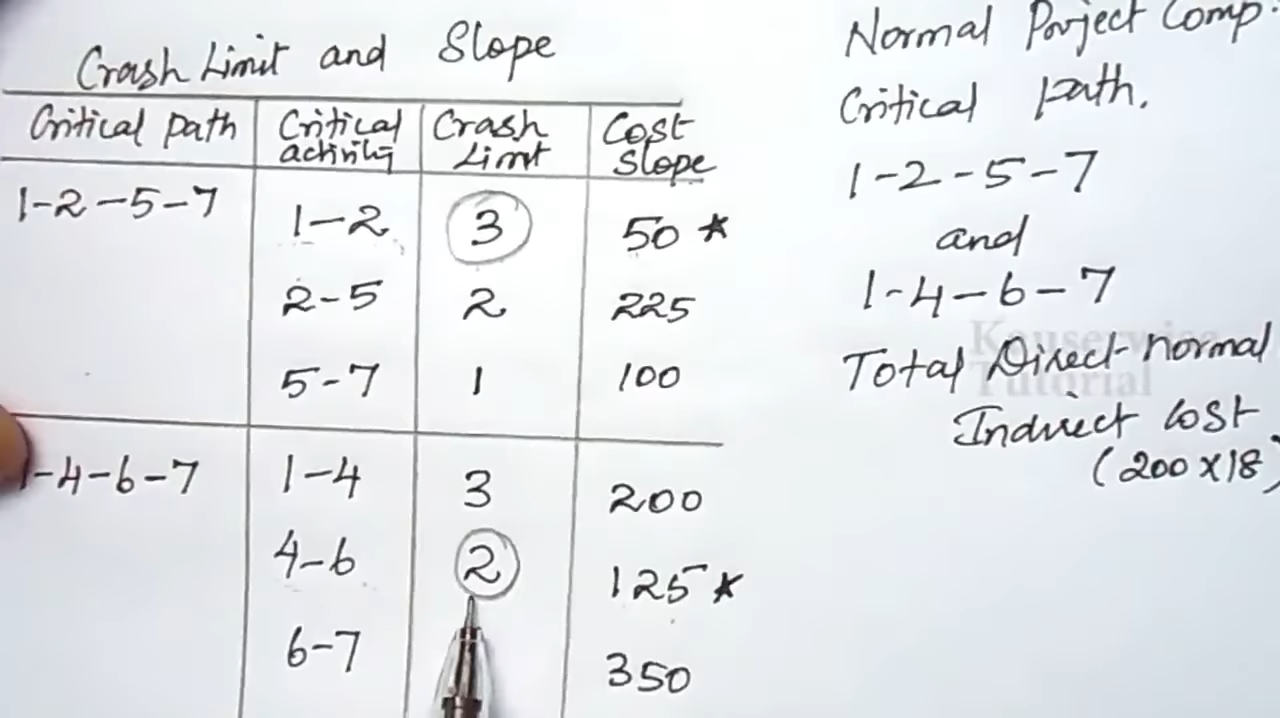 Crash Limit and Slope
Critical path Critical activity Crash Limit Cost Slope
1-2-5-7 1-2 3 50 *
2-5 2 225
5-7 1 100
1-4-6-7 1-4 3 200
4-6 2 125 *
6-7 350
Normal Project Comp.
Critical path.
1-2-5-7
and
1-4-6-7
Kauserwise
Tutorial
Total Direct-normal
Indirect Cost
(200 x 18)